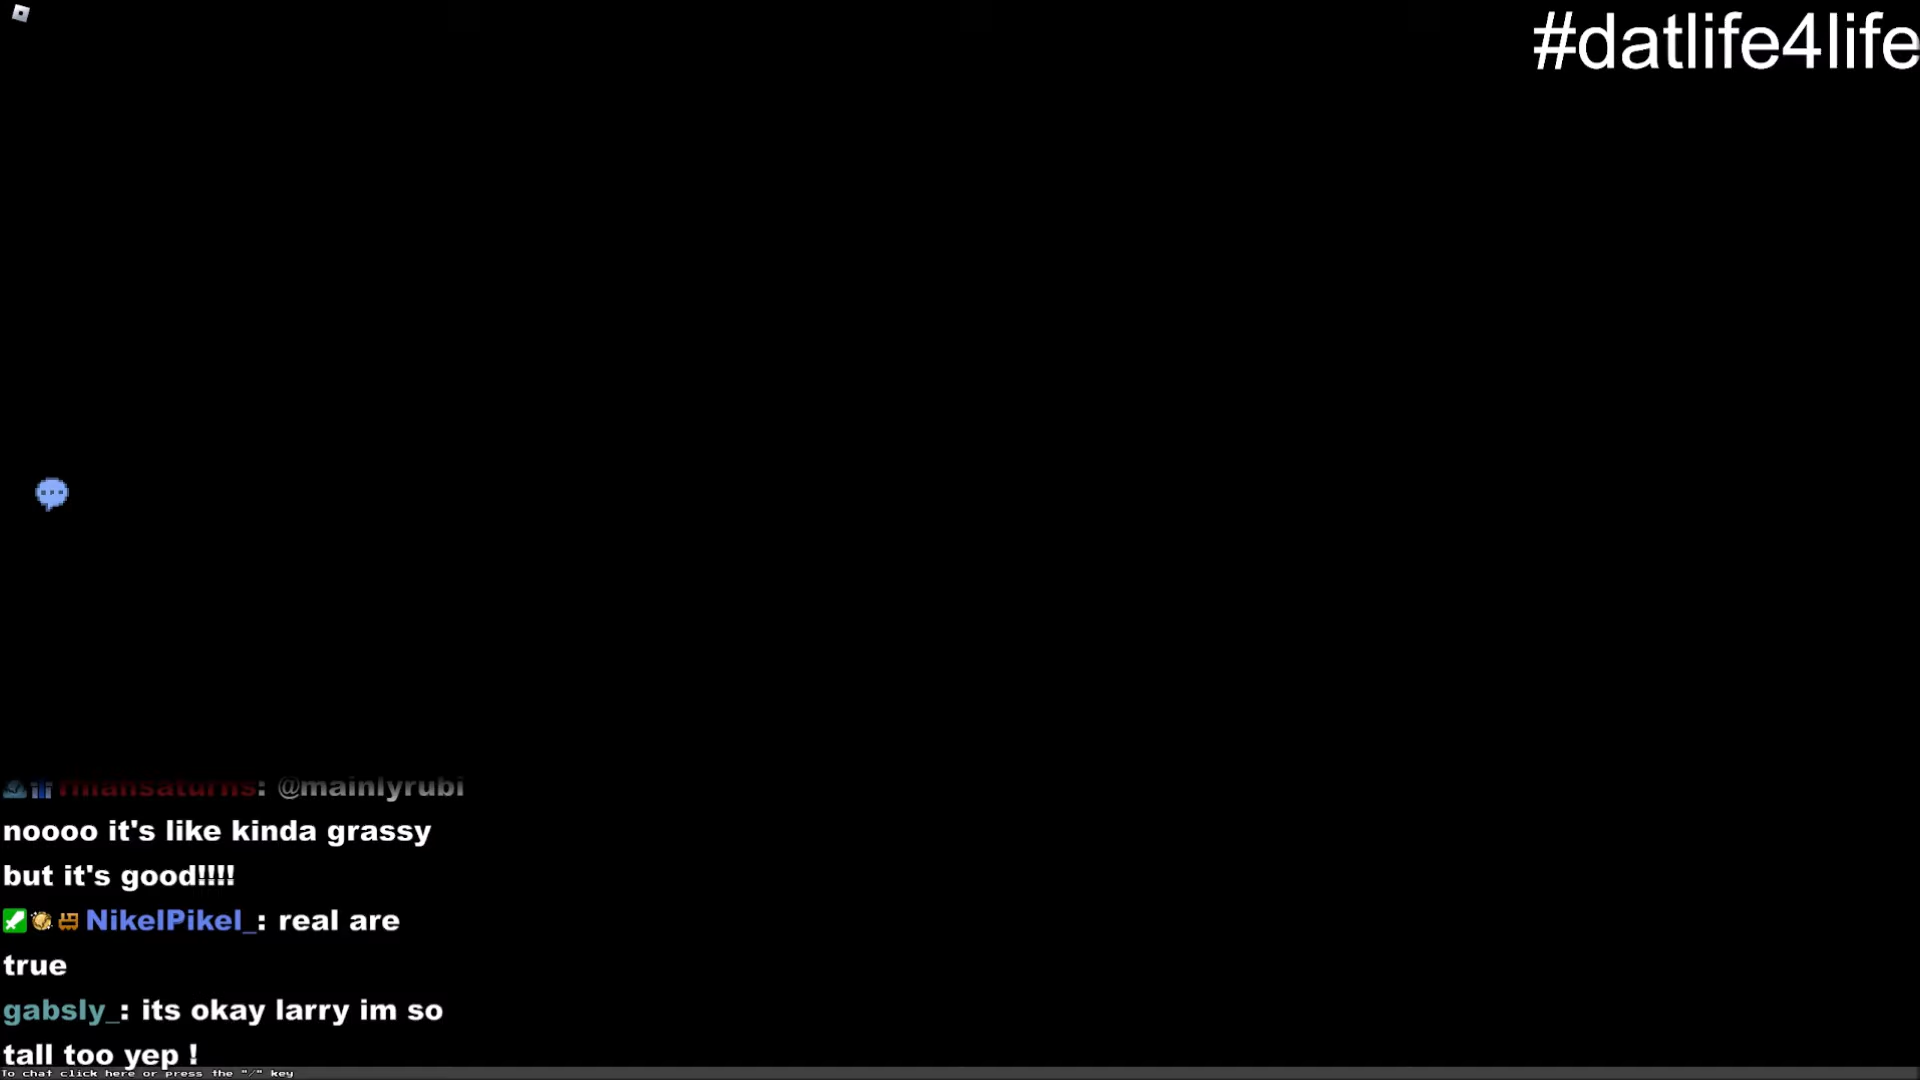 #datlife4life
: @mainlyrubi
noooo it's like kinda grassy
but it's good!!!!
NikelPikel_: real are
true
gabsly_: its okay larry im so
tall too yep !
To chat click here or press the "/" key